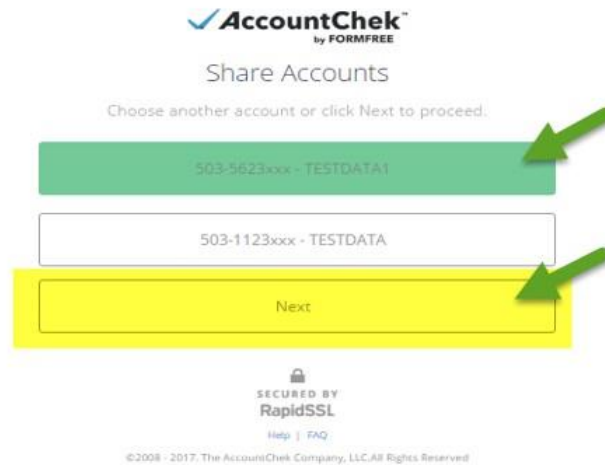 AccountChek™
by FORMFREE
Share Accounts
Choose another account or click Next to proceed.
503-5623xxx - TESTDATA1
503-1123xxx - TESTDATA
Next
SECURED BY
RapidSSL
Help | FAQ
©2008 - 2017. The AccountChek Company, LLC.All Rights Reserved